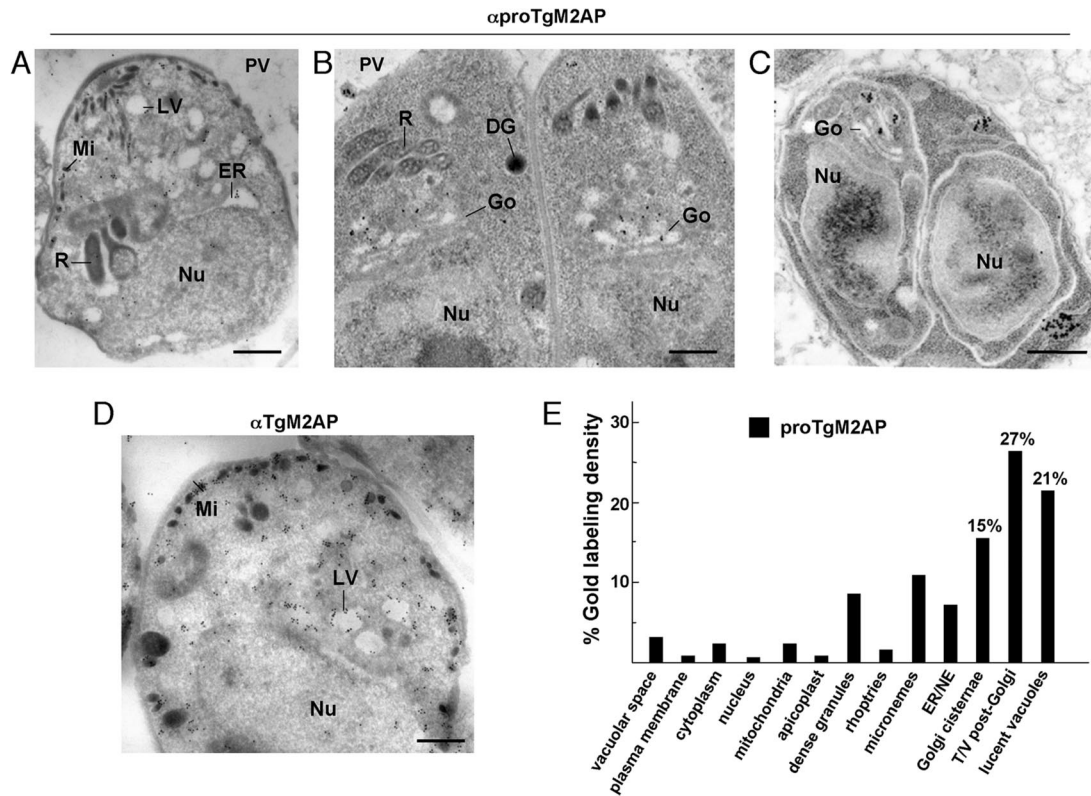 αproTgM2AP
A
PV
LV
Mi
ER
R
Nu
B
PV
R
DG
Go
Go
Nu
Nu
C
Go
Nu
Nu
D
αTgM2AP
Mi
LV
Nu
E
proTgM2AP
% Gold labeling density
30
20
10
27%
21%
15%
vacuolar space
plasma membrane
cytoplasm
nucleus
mitochondria
apicoplast
dense granules
rhoptries
micronemes
ER/NE
Golgi cisternae
T/V post-Golgi
lucent vacuoles